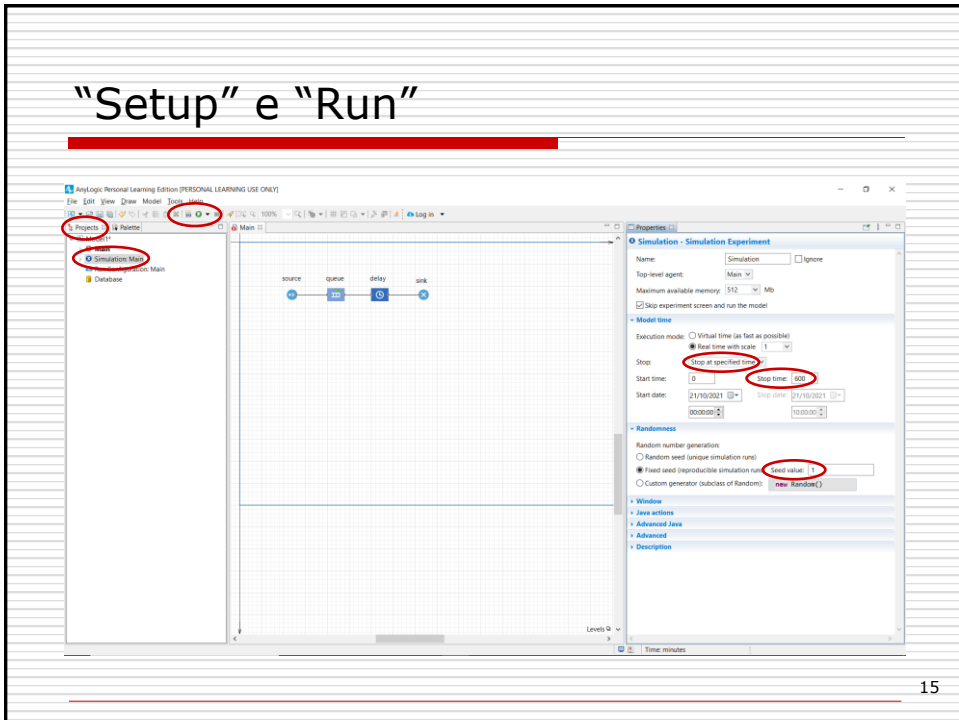 “Setup” e “Run”
AnyLogic Personal Learning Edition [PERSONAL LEARNING USE ONLY]
File Edit View Draw Model Tools Help
100%
Log in
Projects Palette
Model1*
Main
Simulation: Main
Run Configuration: Main
Database
Main
source queue delay sink
Levels
Properties
Simulation - Simulation Experiment
Name: Simulation Ignore
Top-level agent: Main
Maximum available memory: 512 Mb
Skip experiment screen and run the model
Model time
Execution mode: Virtual time (as fast as possible)
Real time with scale 1
Stop: Stop at specified time
Start time: 0 Stop time: 600
Start date: 21/10/2021 Stop date: 21/10/2021
00:00:00 10:00:00
Randomness
Random number generation:
Random seed (unique simulation runs)
Fixed seed (reproducible simulation runs) Seed value: 1
Custom generator (subclass of Random): new Random()
Window
Java actions
Advanced Java
Advanced
Description
Time: minutes
15